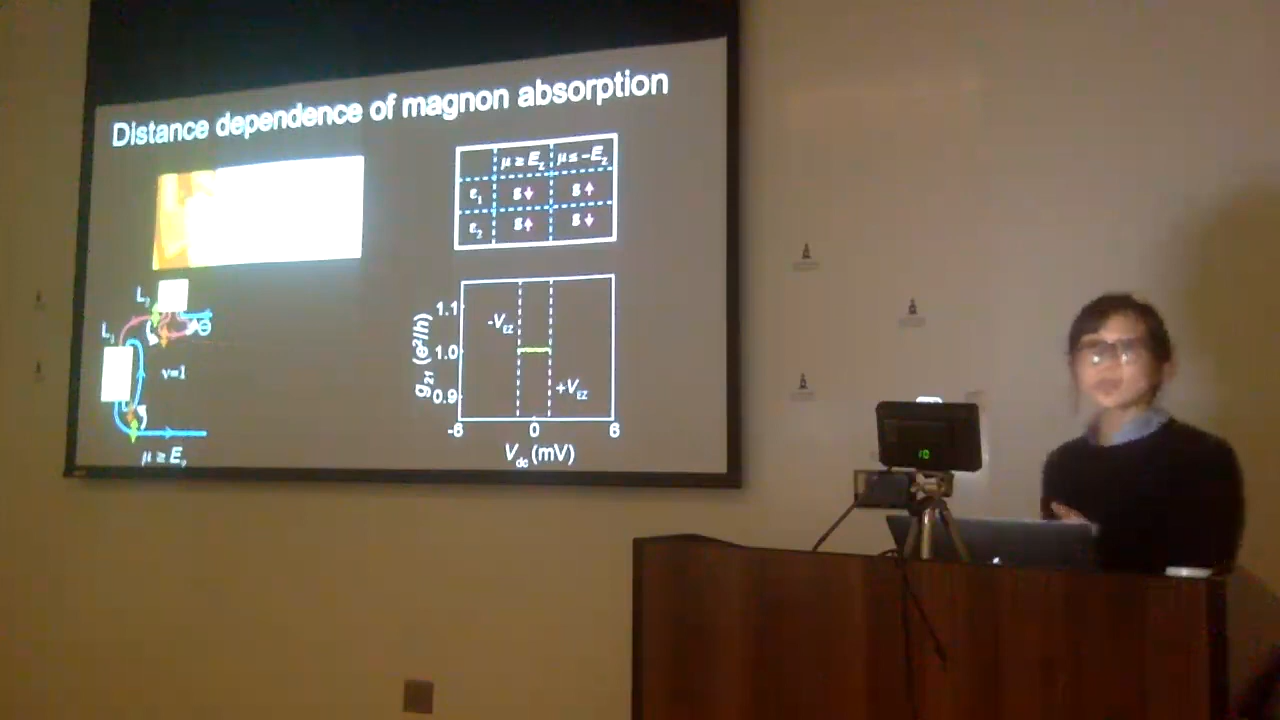 Distance dependence of magnon absorption
μ ≥ E_z μ ≤ -E_z
ε₁ g↓ g↑
ε₂ g↑ g↓
L₂
L₁
ν=1
μ ≥ E
1.1
1.0
0.9
g₂₁ (e²/h)
-V_EZ
+V_EZ
-6 0 6
V_dc (mV)
10